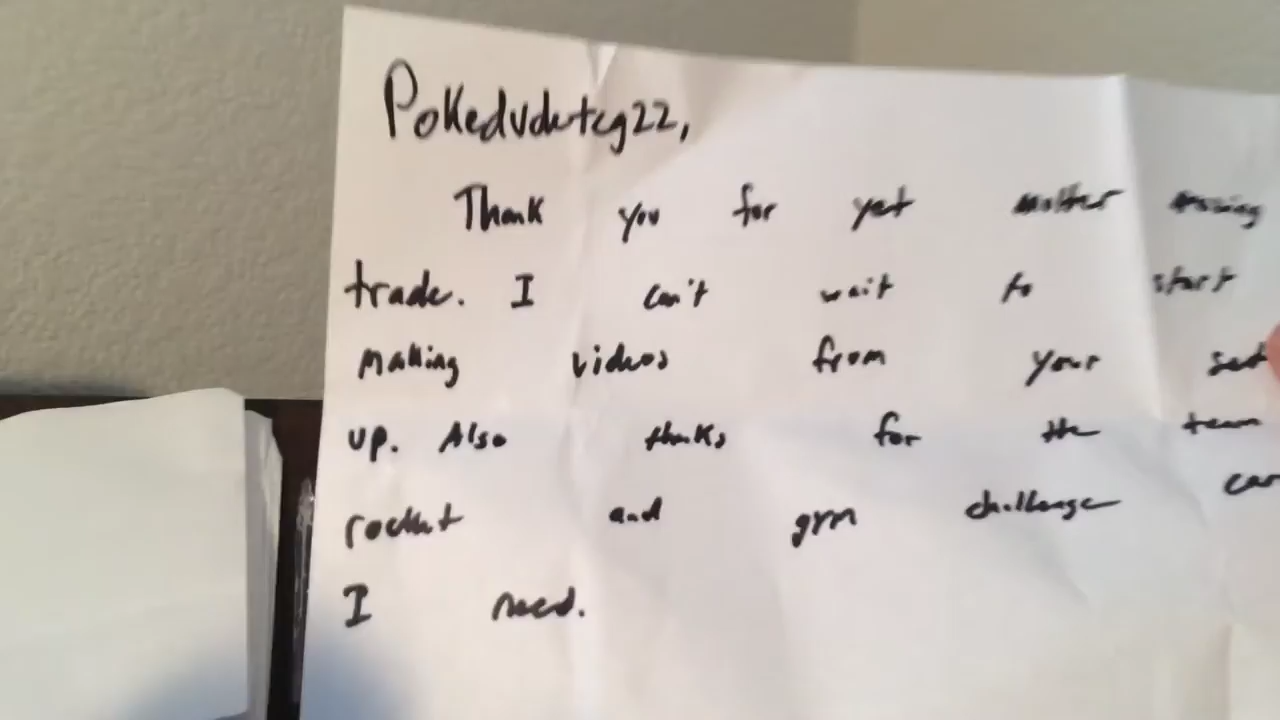 Pokedudetcg22,
Thank you for yet another amazing
trade. I can't wait to start
making videos from your set
up. Also thanks for the team
rocket and gym challenge car
I need.